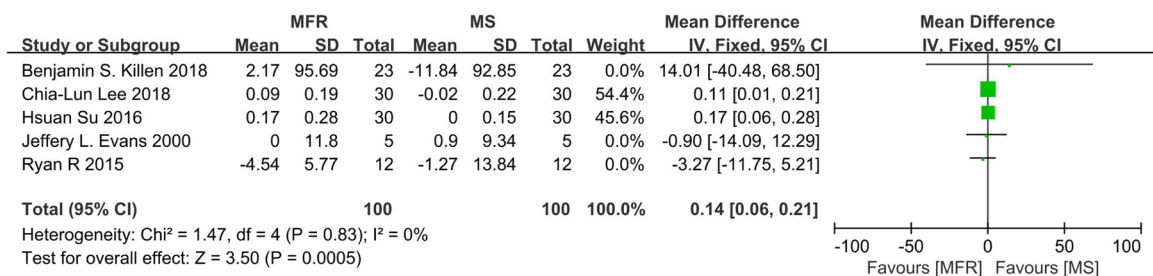 MFR MS Mean Difference Mean Difference
Study or Subgroup Mean SD Total Mean SD Total Weight IV, Fixed, 95% CI IV, Fixed, 95% CI
Benjamin S. Killen 2018 2.17 95.69 23 -11.84 92.85 23 0.0% 14.01 [-40.48, 68.50]
Chia-Lun Lee 2018 0.09 0.19 30 -0.02 0.22 30 54.4% 0.11 [0.01, 0.21]
Hsuan Su 2016 0.17 0.28 30 0 0.15 30 45.6% 0.17 [0.06, 0.28]
Jeffery L. Evans 2000 0 11.8 5 0.9 9.34 5 0.0% -0.90 [-14.09, 12.29]
Ryan R 2015 -4.54 5.77 12 -1.27 13.84 12 0.0% -3.27 [-11.75, 5.21]
Total (95% CI) 100 100 100.0% 0.14 [0.06, 0.21]
Heterogeneity: Chi² = 1.47, df = 4 (P = 0.83); I² = 0%
Test for overall effect: Z = 3.50 (P = 0.0005)
-100 -50 0 50 100
Favours [MFR] Favours [MS]